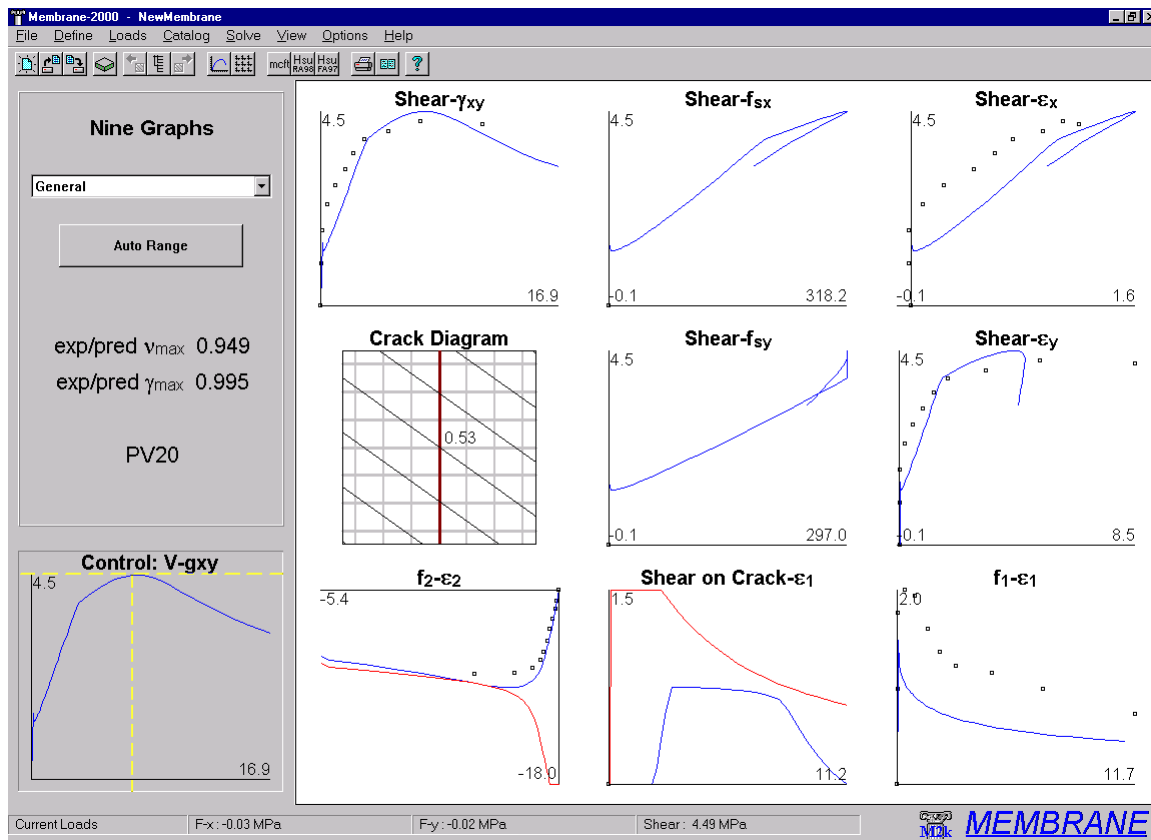 Membrane-2000 - NewMembrane
File Define Loads Catalog Solve View Options Help
mcft Hsu RA98 Hsu FA97 ?
Nine Graphs
General
Auto Range
exp/pred νmax 0.949
exp/pred γmax 0.995
PV20
Control: V-gxy
4.5
16.9
Shear-γxy
4.5
16.9
Shear-fsx
4.5
-0.1
318.2
Shear-εx
4.5
-0.1
1.6
Crack Diagram
0.53
Shear-fsy
4.5
-0.1
297.0
Shear-εy
4.5
-0.1
8.5
f2-ε2
-5.4
-18.0
Shear on Crack-ε1
1.5
11.2
f1-ε1
2.0
11.7
Current Loads
F-x : -0.03 MPa
F-y : -0.02 MPa
Shear : 4.49 MPa
M2k
MEMBRANE